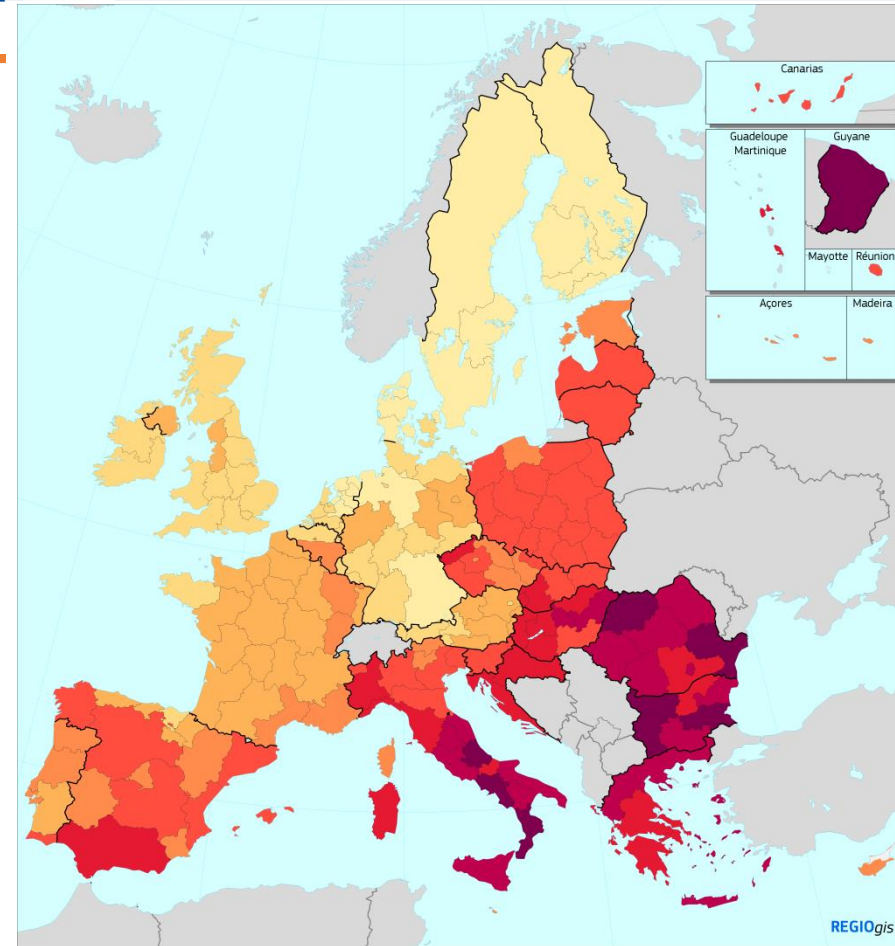 Canarias
Guadeloupe
Martinique
Guyane
Mayotte
Réunion
Açores
Madeira
REGIOgis